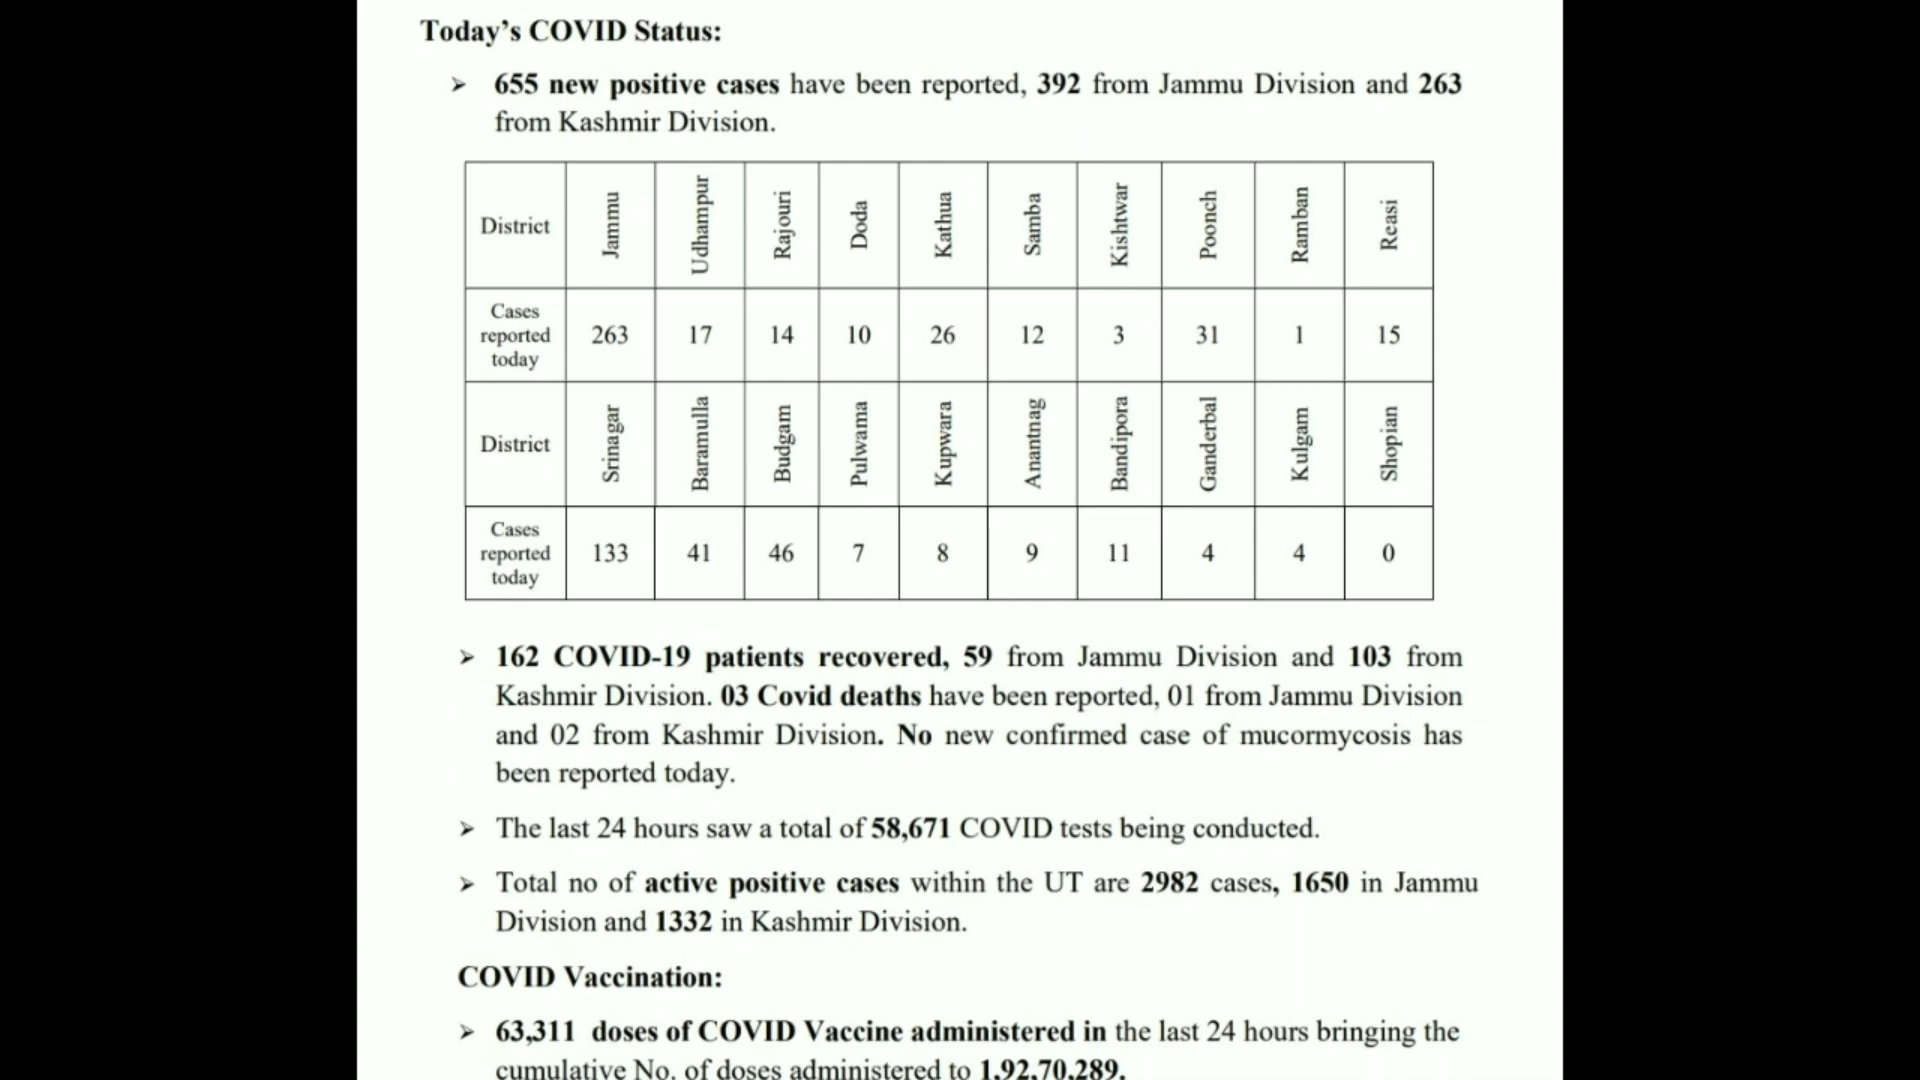 Today's COVID Status:
➢ 655 new positive cases have been reported, 392 from Jammu Division and 263
from Kashmir Division.
District Jammu Udhampur Rajouri Doda Kathua Samba Kishtwar Poonch Ramban Reasi
Cases reported today 263 17 14 10 26 12 3 31 1 15
District Srinagar Baramulla Budgam Pulwama Kupwara Anantnag Bandipora Ganderbal Kulgam Shopian
Cases reported today 133 41 46 7 8 9 11 4 4 0
➢ 162 COVID-19 patients recovered, 59 from Jammu Division and 103 from
Kashmir Division. 03 Covid deaths have been reported, 01 from Jammu Division
and 02 from Kashmir Division. No new confirmed case of mucormycosis has
been reported today.
➢ The last 24 hours saw a total of 58,671 COVID tests being conducted.
➢ Total no of active positive cases within the UT are 2982 cases, 1650 in Jammu
Division and 1332 in Kashmir Division.
COVID Vaccination:
➢ 63,311 doses of COVID Vaccine administered in the last 24 hours bringing the
cumulative No. of doses administered to 1,92,70,289.